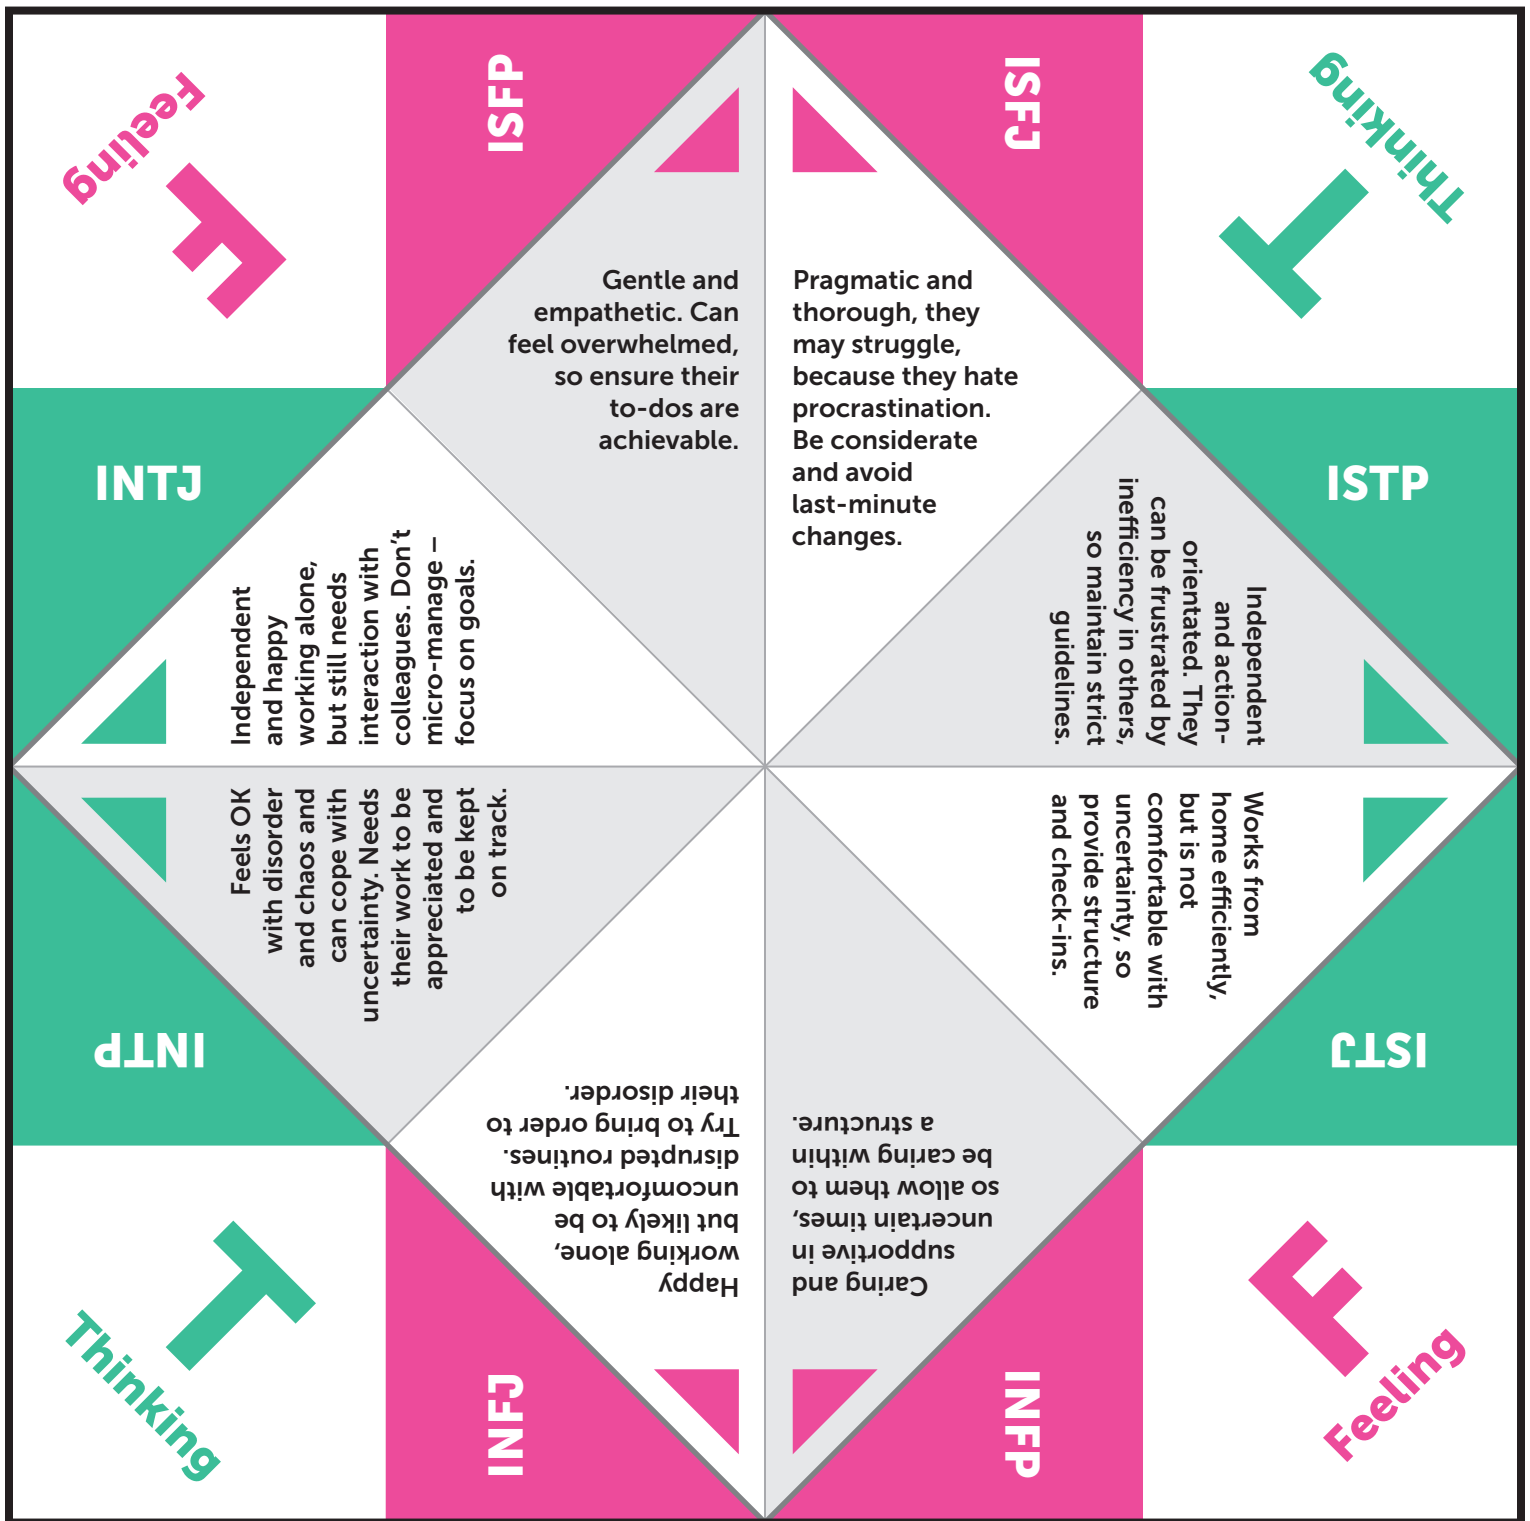 Feeling
F
ISFP
ISFJ
Thinking
T
Gentle and
empathetic. Can
feel overwhelmed,
so ensure their
to-dos are
achievable.
Pragmatic and
thorough, they
may struggle,
because they hate
procrastination.
Be considerate
and avoid
last-minute
changes.
INTJ
Independent
and happy
working alone,
but still needs
interaction with
colleagues. Don’t
micro-manage –
focus on goals.
ISTP
Independent
and action-
orientated. They
can be frustrated by
inefficiency in others,
so maintain strict
guidelines.
INTP
Feels OK
with disorder
and chaos and
can cope with
uncertainty. Needs
their work to be
appreciated and
to be kept
on track.
ISTJ
Works from
home efficiently,
but is not
comfortable with
uncertainty, so
provide structure
and check-ins.
Happy
working alone,
but likely to be
uncomfortable with
disrupted routines.
Try to bring order to
their disorder.
Caring and
supportive in
uncertain times,
so allow them to
be caring within
a structure.
T
Thinking
INFJ
INFP
F
Feeling